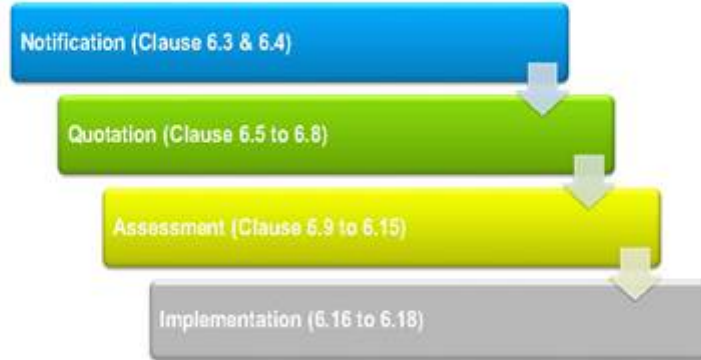 Notification (Clause 6.3 & 6.4)
Quotation (Clause 6.5 to 6.8)
Assessment (Clause 6.9 to 6.15)
Implementation (6.16 to 6.18)